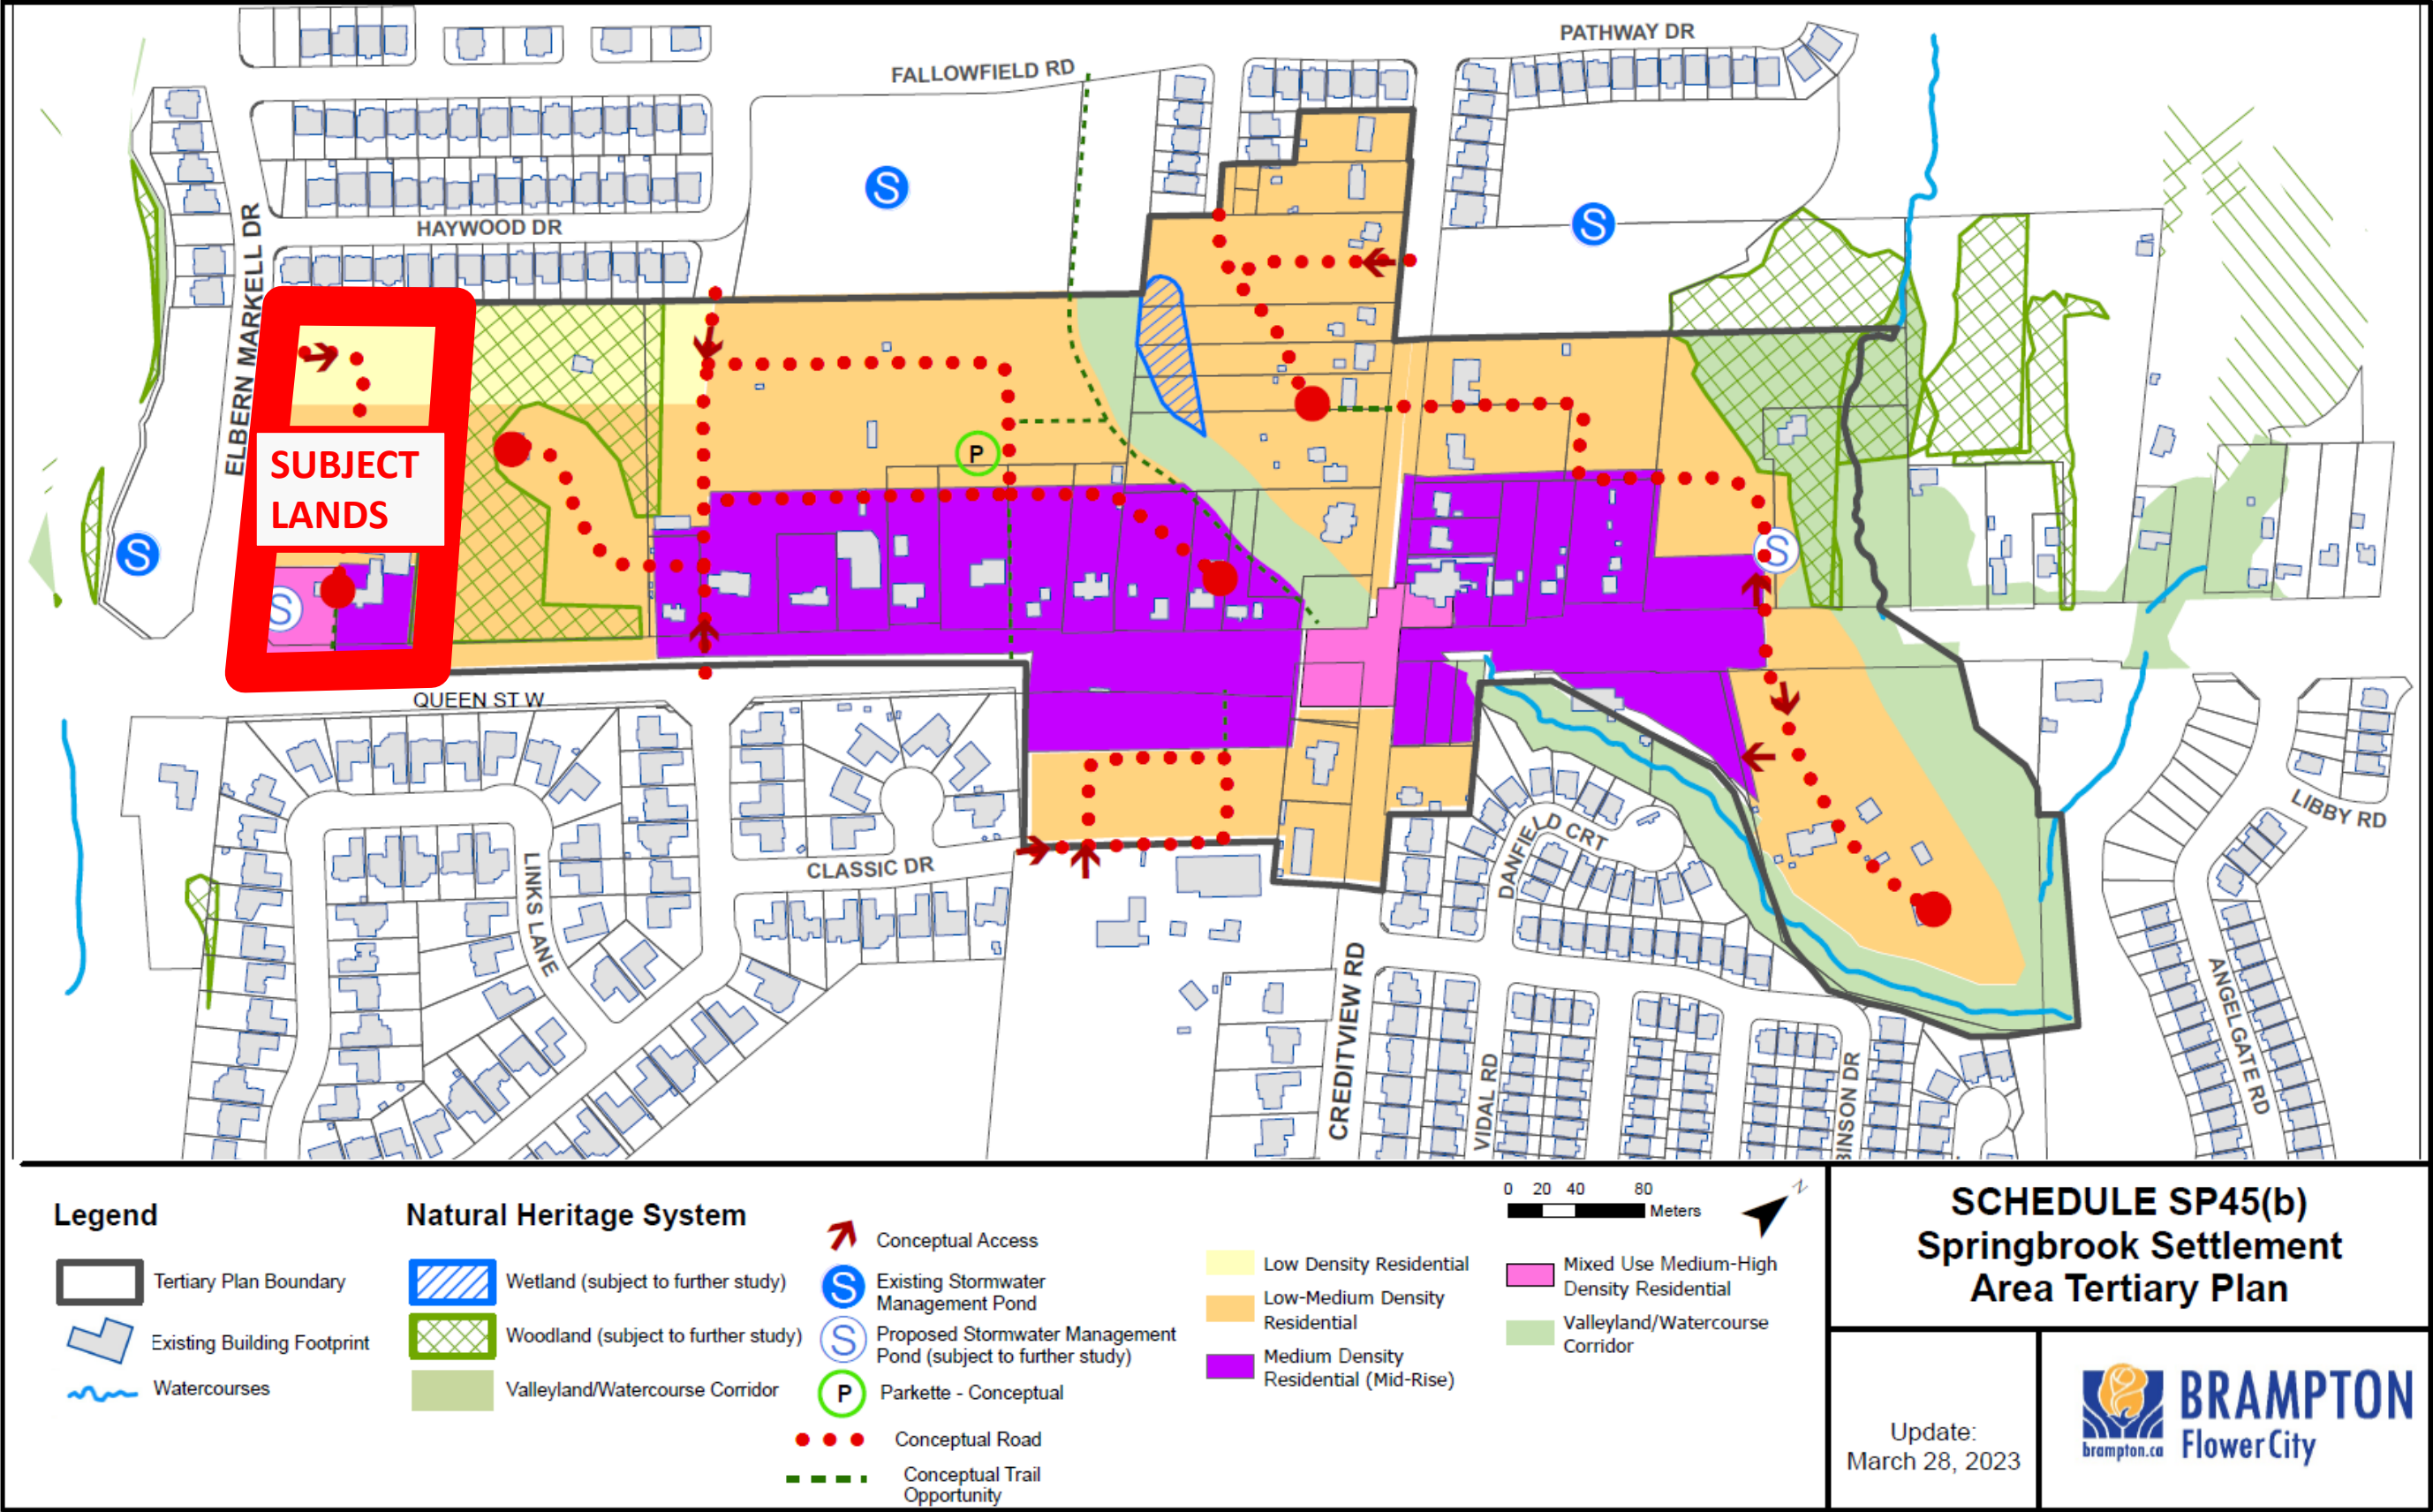 PATHWAY DR
FALLOWFIELD RD
S
S
HAYWOOD DR
ELBERN MARKELL DR
P
SUBJECT
LANDS
S
S
S
QUEEN ST W
LIBBY RD
DANFIELD CRT
CLASSIC DR
LINKS LANE
CREDITVIEW RD
ANGELGATE RD
VIDAL RD
BINSON DR
Legend
Tertiary Plan Boundary
Existing Building Footprint
Watercourses
Natural Heritage System
Wetland (subject to further study)
Woodland (subject to further study)
Valleyland/Watercourse Corridor
Conceptual Access
S
Existing Stormwater
Management Pond
S
Proposed Stormwater Management
Pond (subject to further study)
P
Parkette - Conceptual
Conceptual Road
Conceptual Trail
Opportunity
Low Density Residential
Low-Medium Density
Residential
Medium Density
Residential (Mid-Rise)
0 20 40 80
Meters
N
Mixed Use Medium-High
Density Residential
Valleyland/Watercourse
Corridor
SCHEDULE SP45(b)
Springbrook Settlement
Area Tertiary Plan
Update:
March 28, 2023
brampton.ca
BRAMPTON
Flower City